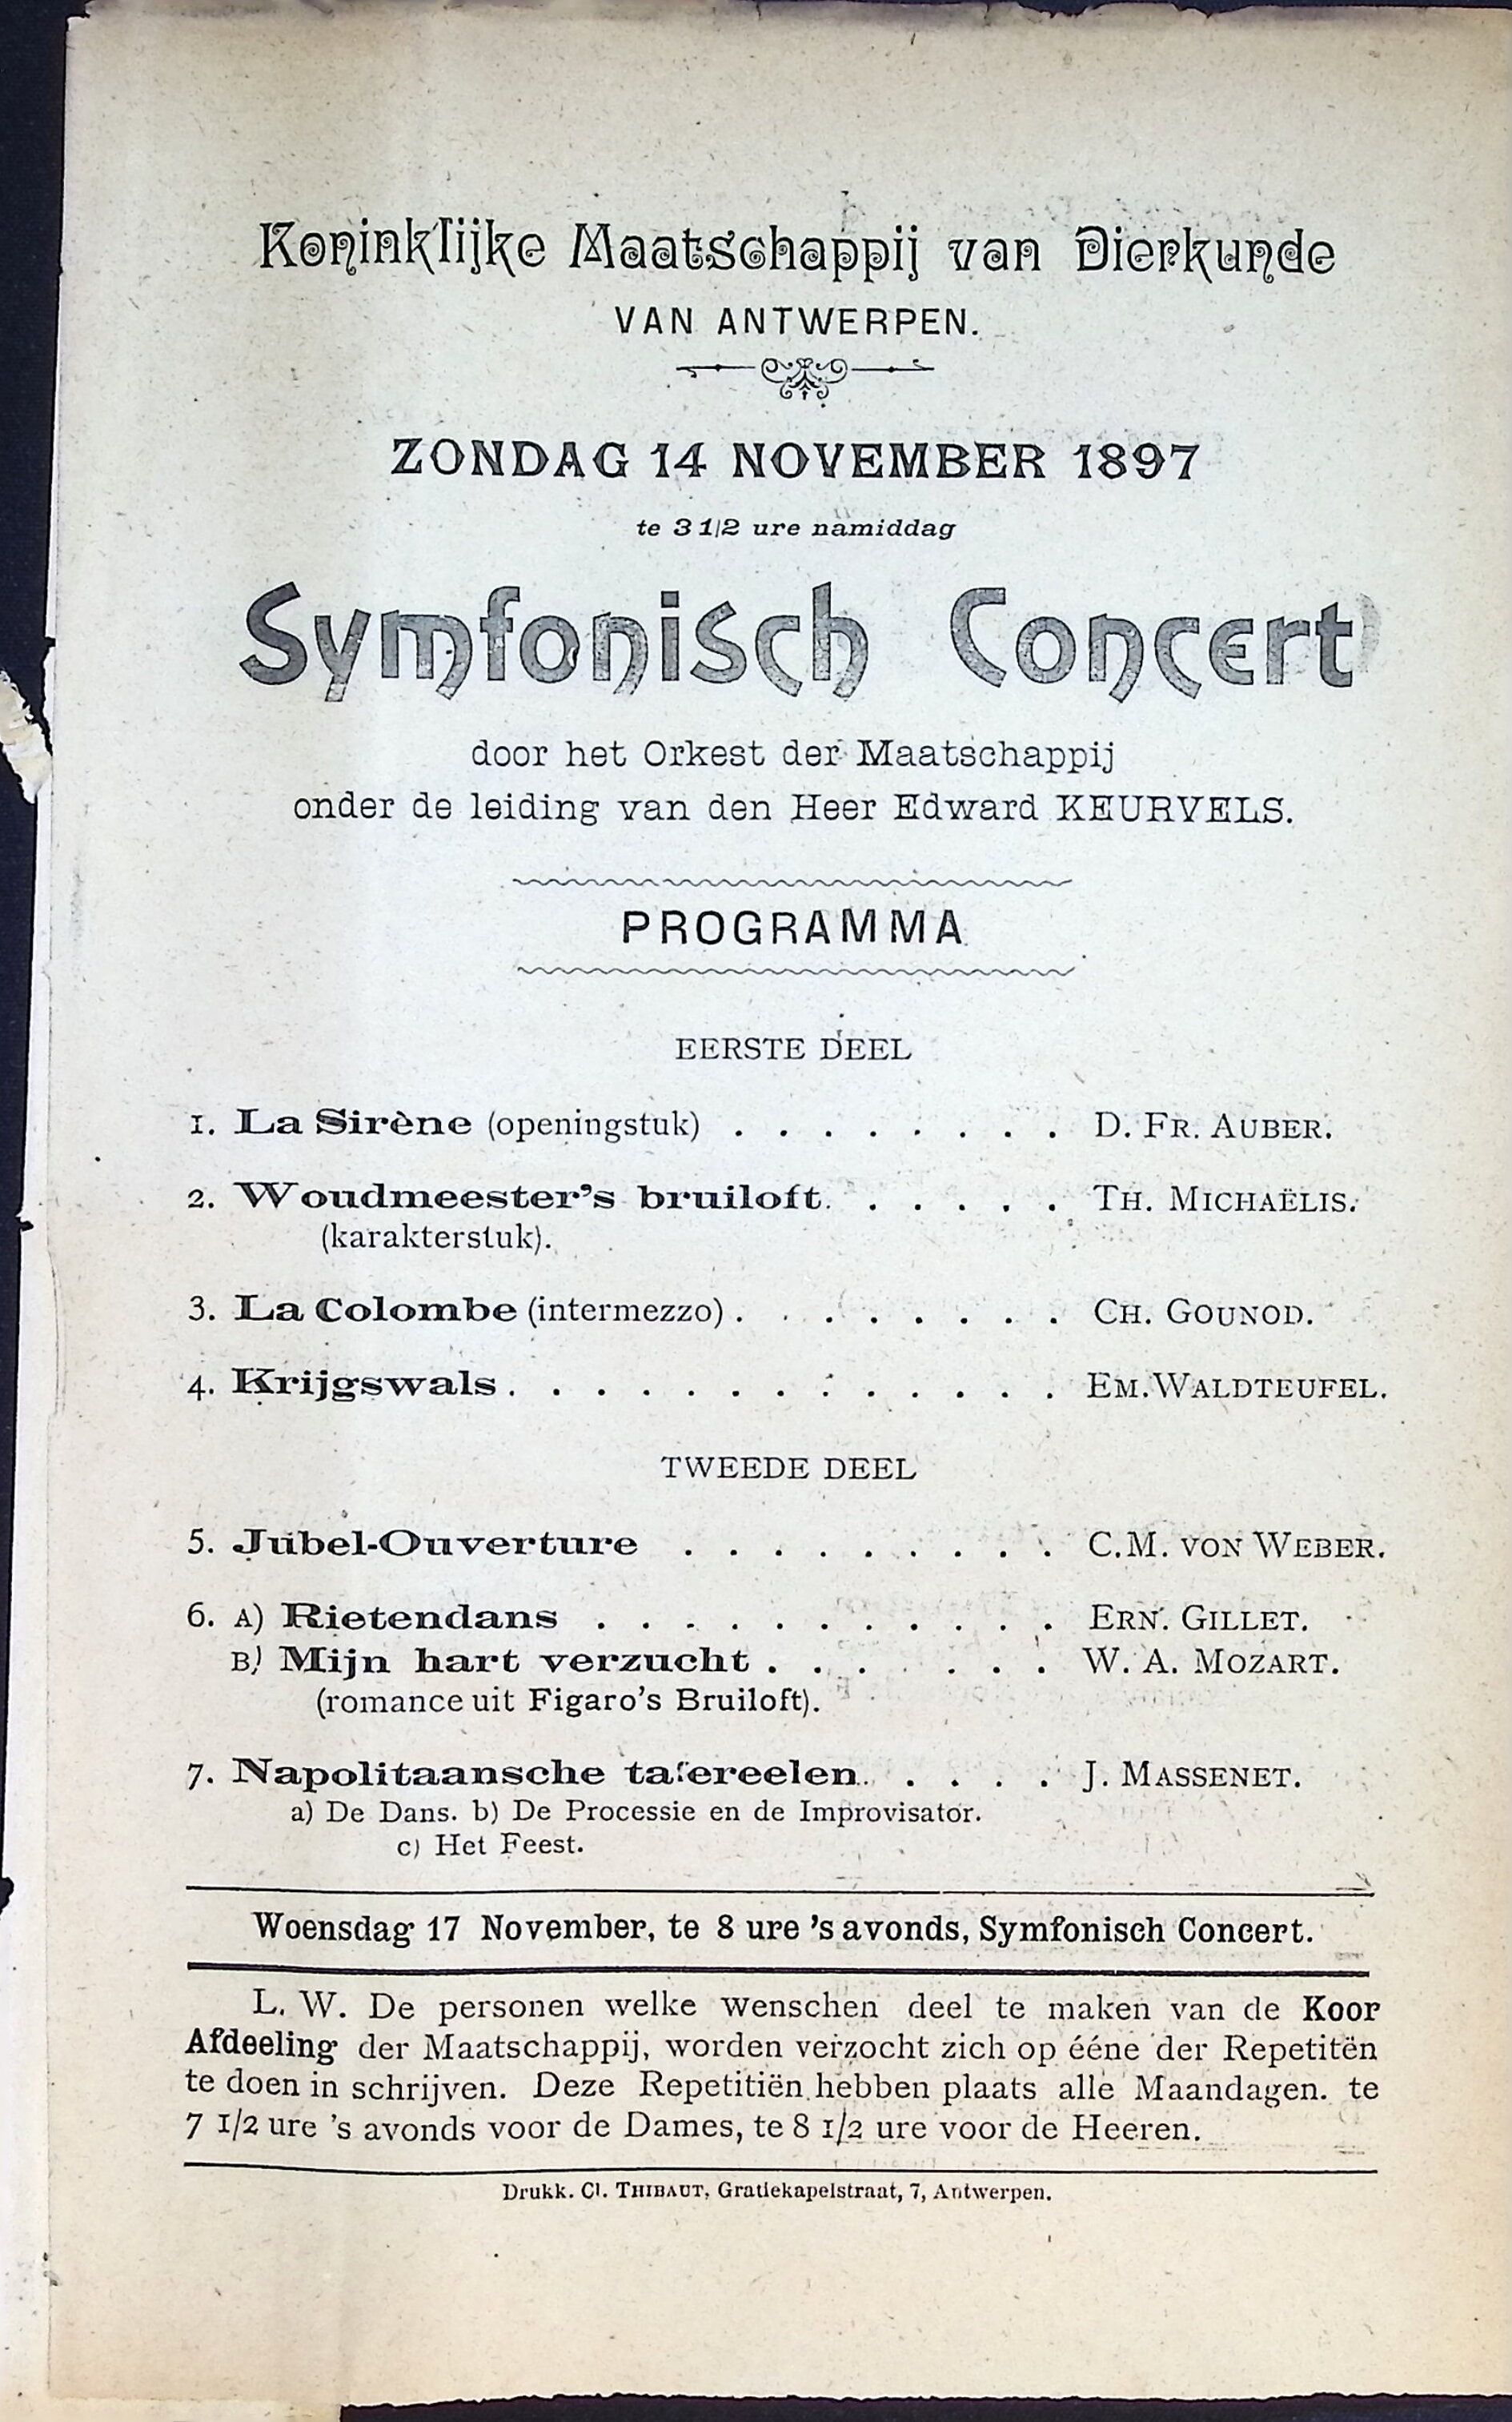 Koninklijke Maatschappij van Dierkunde
VAN ANTWERPEN.
ZONDAG 14 NOVEMBER 1897
te 3 1|2 ure namiddag
Symfonisch Concert
door het Orkest der Maatschappij
onder de leiding van den Heer Edward KEURVELS.
PROGRAMMA
EERSTE DEEL
1. La Sirène (openingstuk) . . . . . . . . D. FR. AUBER.
2. Woudmeester's bruiloft. . . . . . TH. MICHAËLIS.
(karakterstuk).
3. La Colombe (intermezzo) . . . . . . . . CH. GOUNOD.
4. Krijgswals . . . . . . . . . . . . . EM. WALDTEUFEL.
TWEEDE DEEL
5. Jubel-Ouverture . . . . . . . . . C. M. VON WEBER.
6. A) Rietendans . . . . . . . . . . . ERN. GILLET.
B) Mijn hart verzucht . . . . . . . W. A. MOZART.
(romance uit Figaro's Bruiloft).
7. Napolitaansche tafereelen. . . . . J. MASSENET.
a) De Dans. b) De Processie en de Improvisator.
c) Het Feest.
Woensdag 17 November, te 8 ure 's avonds, Symfonisch Concert.
L. W. De personen welke wenschen deel te maken van de Koor
Afdeeling der Maatschappij, worden verzocht zich op ééne der Repetitën
te doen in schrijven. Deze Repetitiën hebben plaats alle Maandagen. te
7 1/2 ure 's avonds voor de Dames, te 8 1/2 ure voor de Heeren.
Drukk. Cl. THIBAUT, Gratiekapelstraat, 7, Antwerpen.